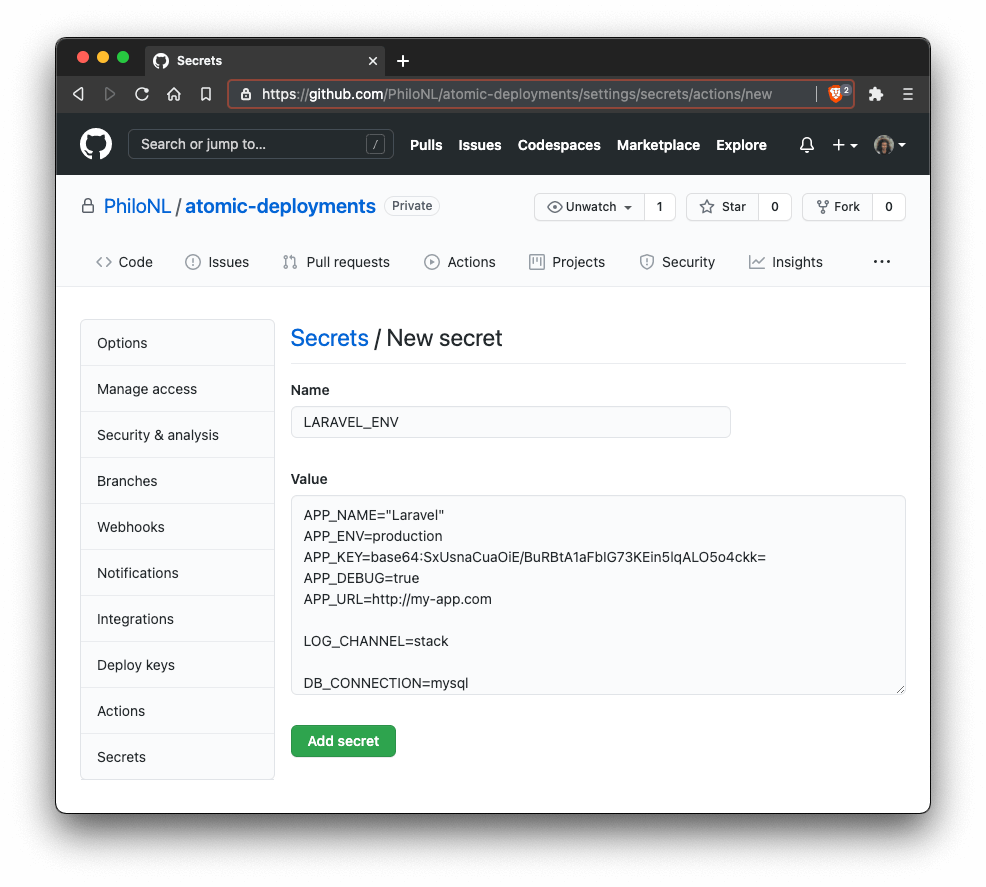 Secrets
https://github.com/PhiloNL/atomic-deployments/settings/secrets/actions/new
2
Search or jump to...
/
Pulls
Issues
Codespaces
Marketplace
Explore
PhiloNL / atomic-deployments
Private
Unwatch
1
Star
0
Fork
0
Code
Issues
Pull requests
Actions
Projects
Security
Insights
Options
Manage access
Security & analysis
Branches
Webhooks
Notifications
Integrations
Deploy keys
Actions
Secrets
Secrets / New secret
Name
LARAVEL_ENV
Value
APP_NAME="Laravel"
APP_ENV=production
APP_KEY=base64:SxUsnaCuaOiE/BuRBtA1aFbIG73KEin5lqALO5o4ckk=
APP_DEBUG=true
APP_URL=http://my-app.com
LOG_CHANNEL=stack
DB_CONNECTION=mysql
Add secret